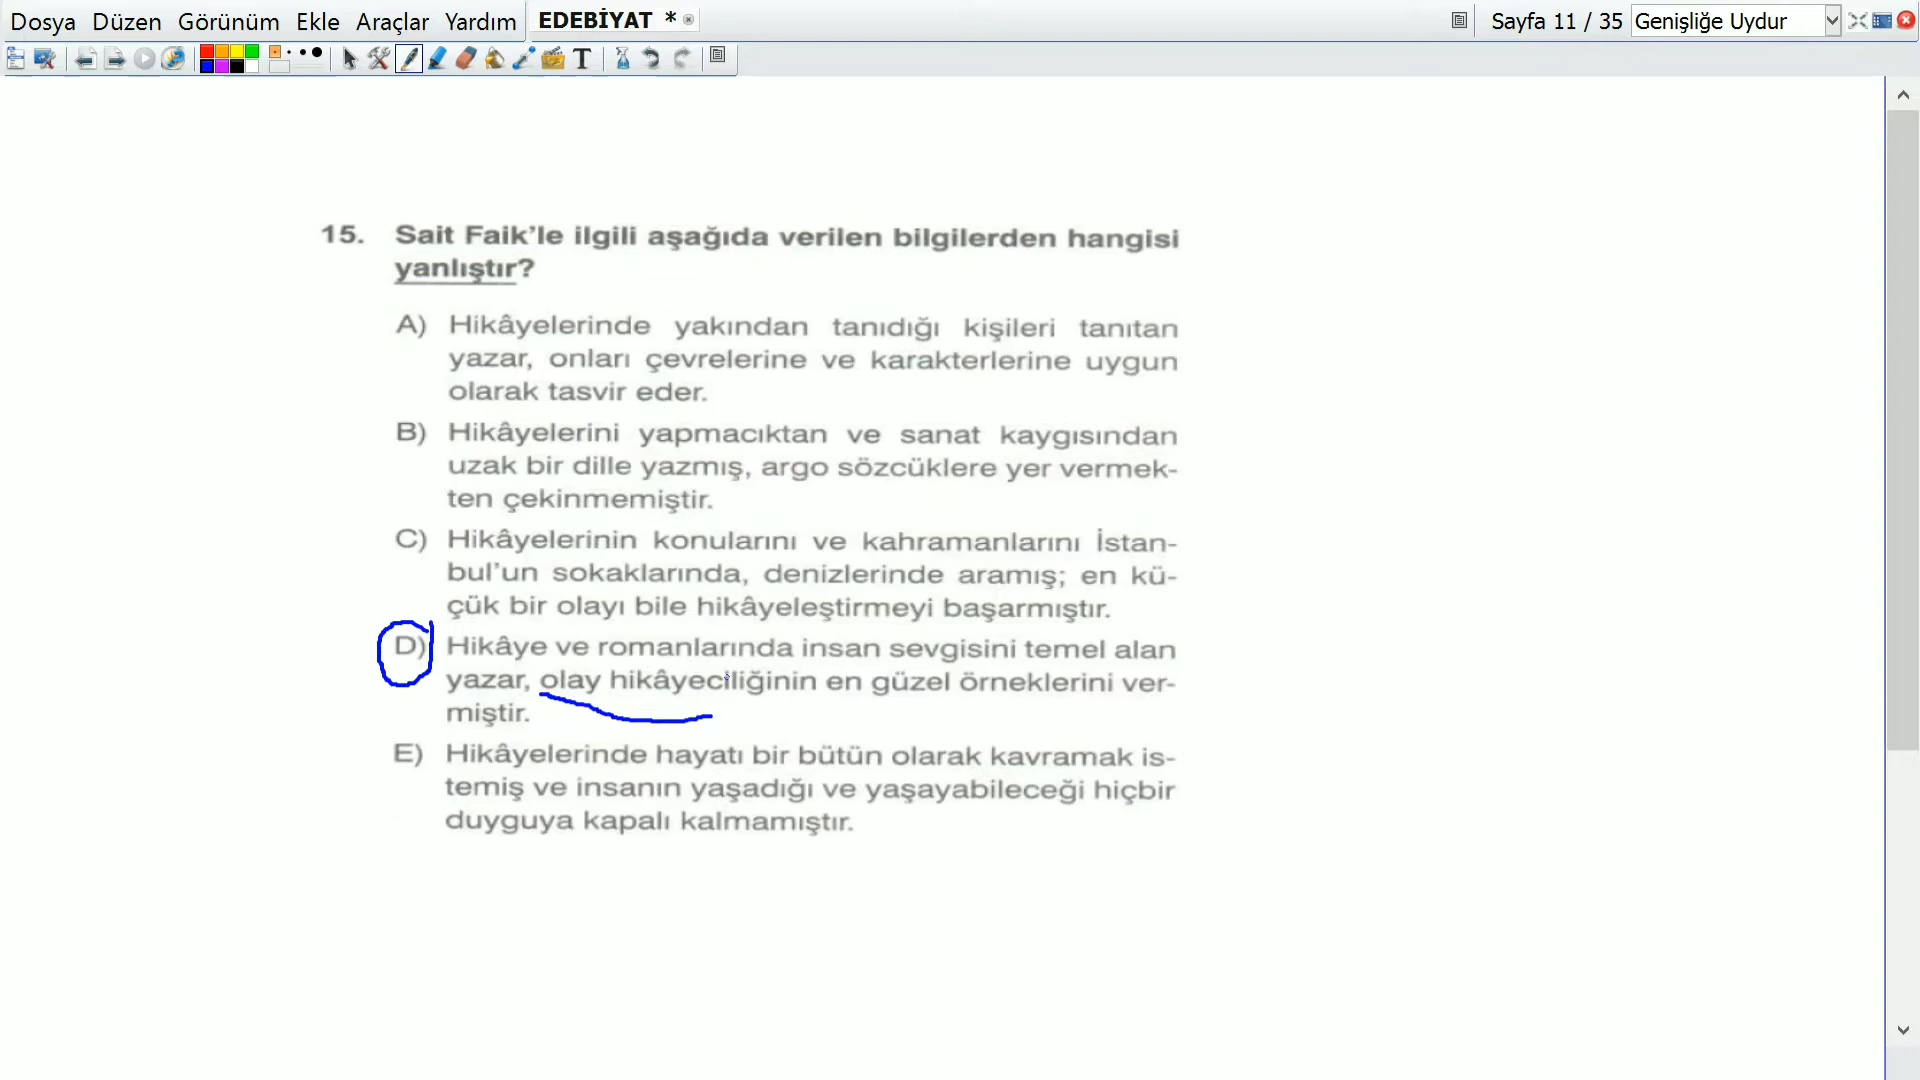 Dosya Düzen Görünüm Ekle Araçlar Yardım EDEBİYAT * Sayfa 11 / 35 Genişliğe Uydur
T
15. Sait Faik'le ilgili aşağıda verilen bilgilerden hangisi
yanlıştır?
A) Hikâyelerinde yakından tanıdığı kişileri tanıtan
yazar, onları çevrelerine ve karakterlerine uygun
olarak tasvir eder.
B) Hikâyelerini yapmacıktan ve sanat kaygısından
uzak bir dille yazmış, argo sözcüklere yer vermek-
ten çekinmemiştir.
C) Hikâyelerinin konularını ve kahramanlarını İstan-
bul'un sokaklarında, denizlerinde aramış; en kü-
çük bir olayı bile hikâyeleştirmeyi başarmıştır.
D) Hikâye ve romanlarında insan sevgisini temel alan
yazar, olay hikâyeciliğinin en güzel örneklerini ver-
miştir.
E) Hikâyelerinde hayatı bir bütün olarak kavramak is-
temiş ve insanın yaşadığı ve yaşayabileceği hiçbir
duyguya kapalı kalmamıştır.